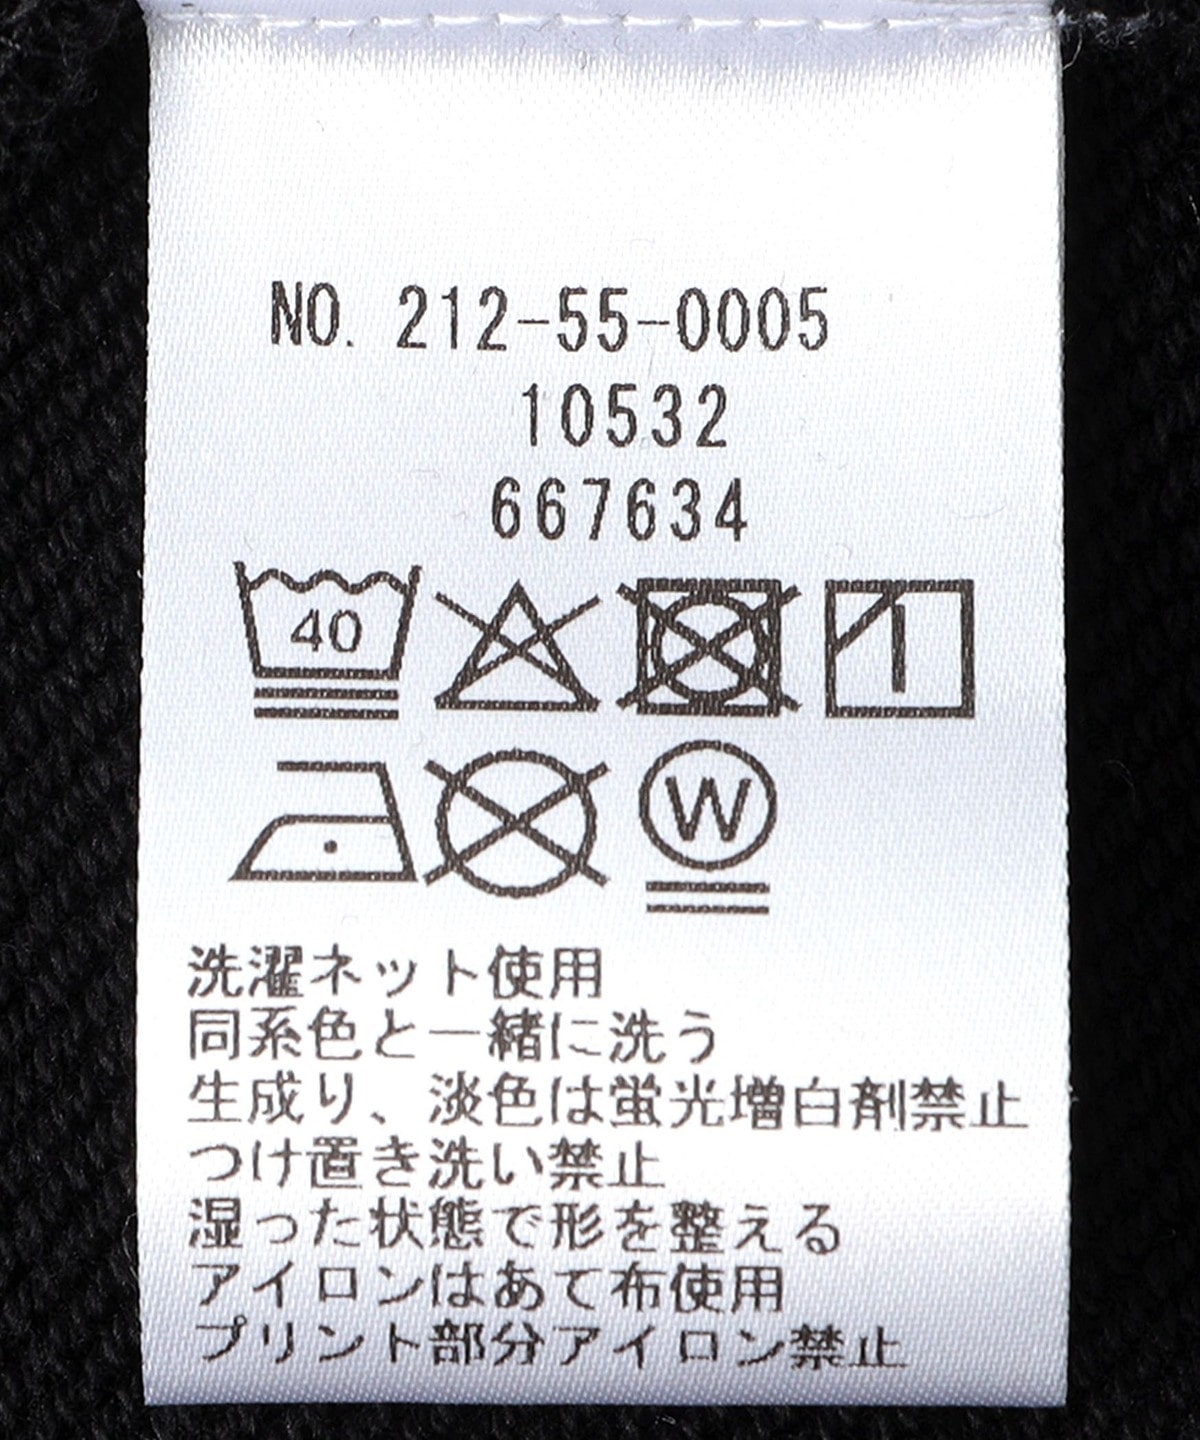 NO. 212-55-0005
10532
667634
40
W
洗濯ネット使用
同系色と一緒に洗う
生成り、淡色は蛍光増白剤禁止
つけ置き洗い禁止
湿った状態で形を整える
アイロンはあて布使用
プリント部分アイロン禁止